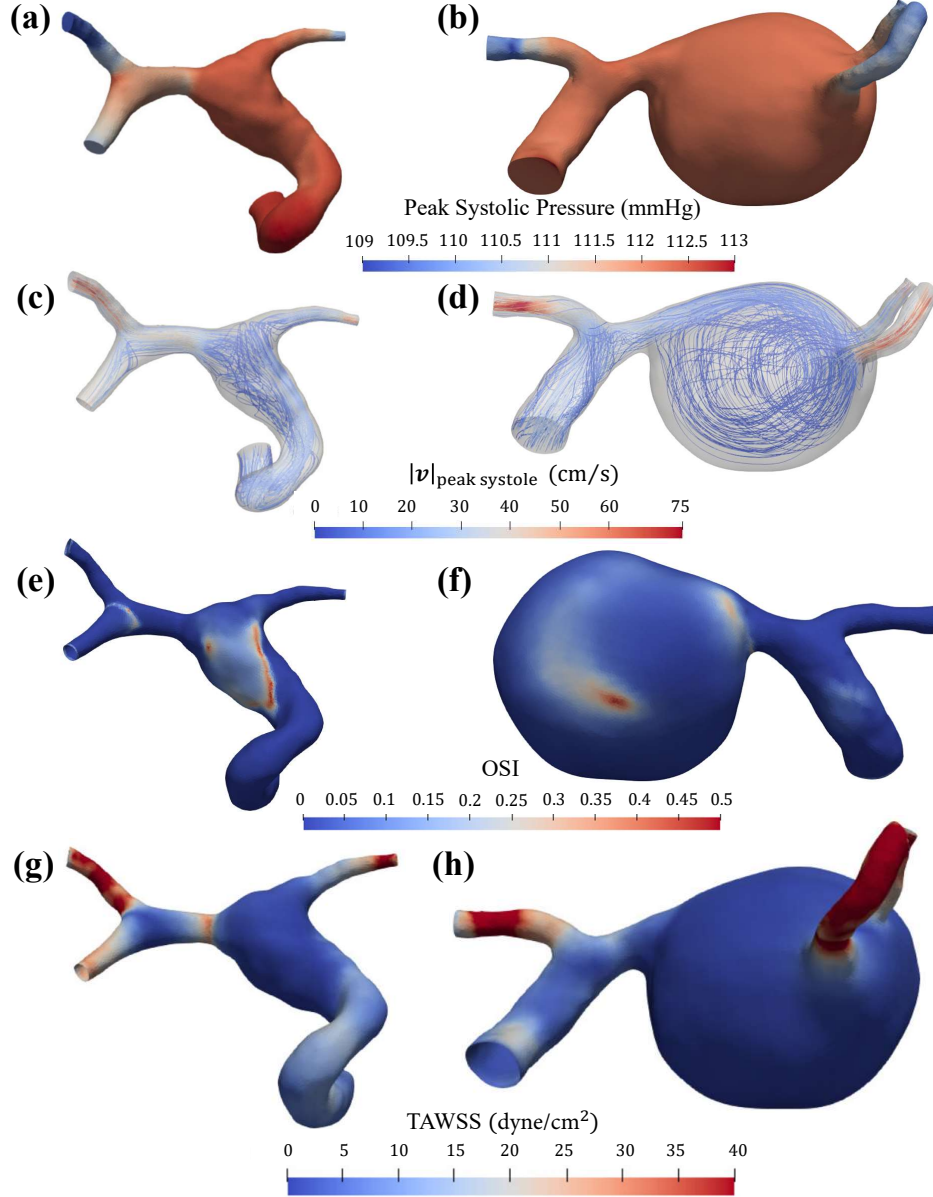 (a)
(b)
Peak Systolic Pressure (mmHg)
109 109.5 110 110.5 111 111.5 112 112.5 113
(c)
(d)
|v|peak systole (cm/s)
0 10 20 30 40 50 60 75
(e)
(f)
OSI
0 0.05 0.1 0.15 0.2 0.25 0.3 0.35 0.4 0.45 0.5
(g)
(h)
TAWSS (dyne/cm²)
0 5 10 15 20 25 30 35 40